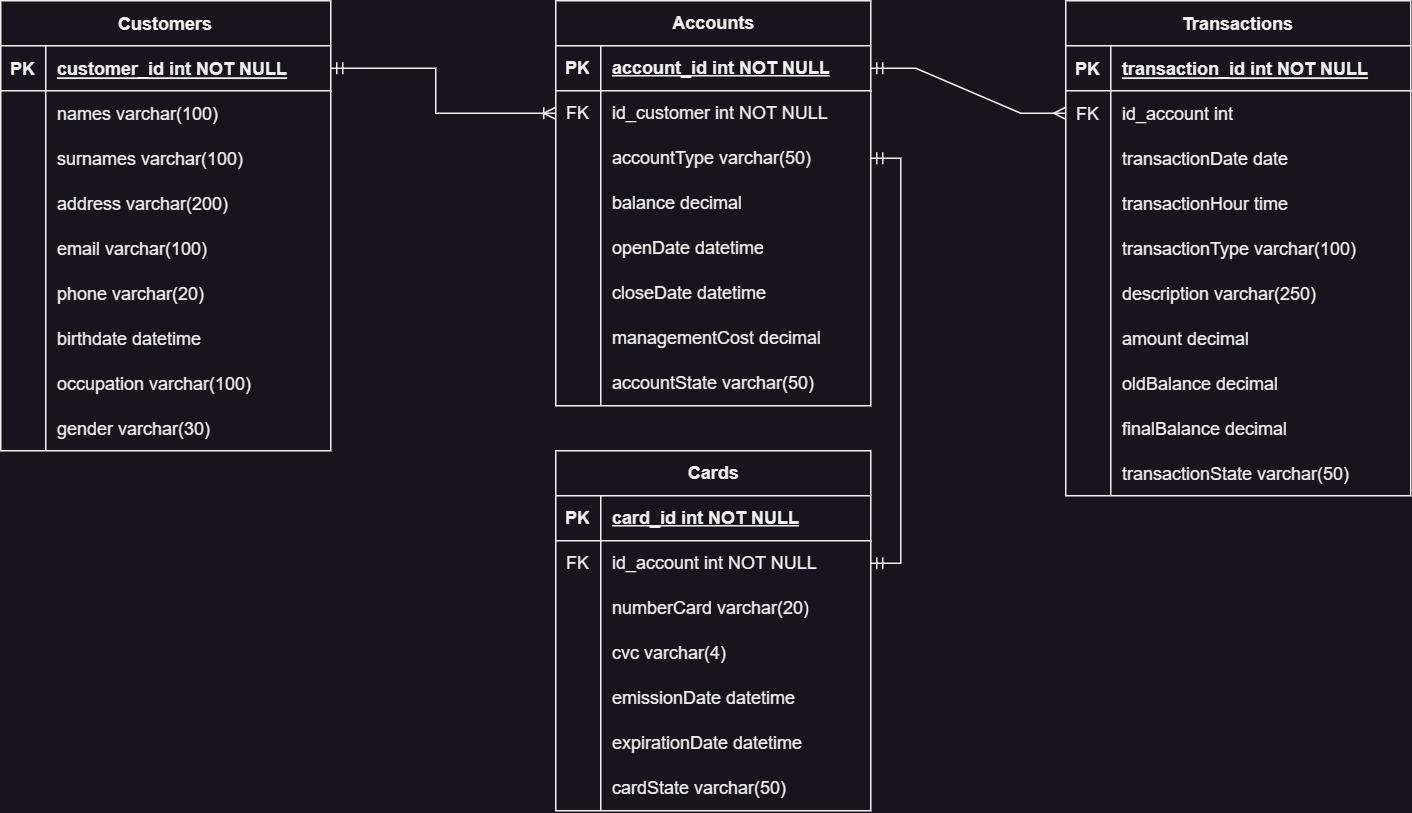 Customers
PK customer_id int NOT NULL
names varchar(100)
surnames varchar(100)
address varchar(200)
email varchar(100)
phone varchar(20)
birthdate datetime
occupation varchar(100)
gender varchar(30)
Accounts
PK account_id int NOT NULL
FK id_customer int NOT NULL
accountType varchar(50)
balance decimal
openDate datetime
closeDate datetime
managementCost decimal
accountState varchar(50)
Cards
PK card_id int NOT NULL
FK id_account int NOT NULL
numberCard varchar(20)
cvc varchar(4)
emissionDate datetime
expirationDate datetime
cardState varchar(50)
Transactions
PK transaction_id int NOT NULL
FK id_account int
transactionDate date
transactionHour time
transactionType varchar(100)
description varchar(250)
amount decimal
oldBalance decimal
finalBalance decimal
transactionState varchar(50)